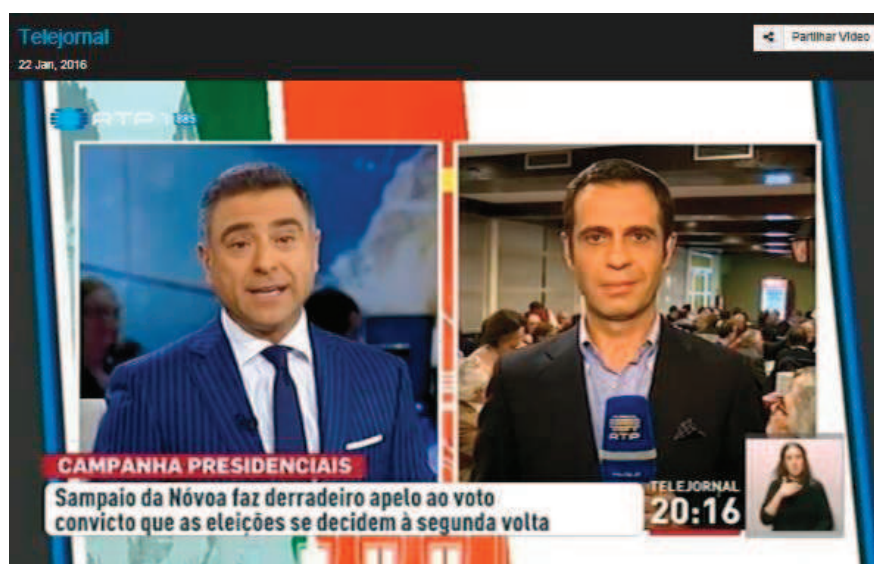 Telejornal
22 Jan, 2016
Partilhar Vídeo
RTP 1
RTP
CAMPANHA PRESIDENCIAIS
Sampaio da Nóvoa faz derradeiro apelo ao voto
convicto que as eleições se decidem à segunda volta
TELEJORNAL
20:16